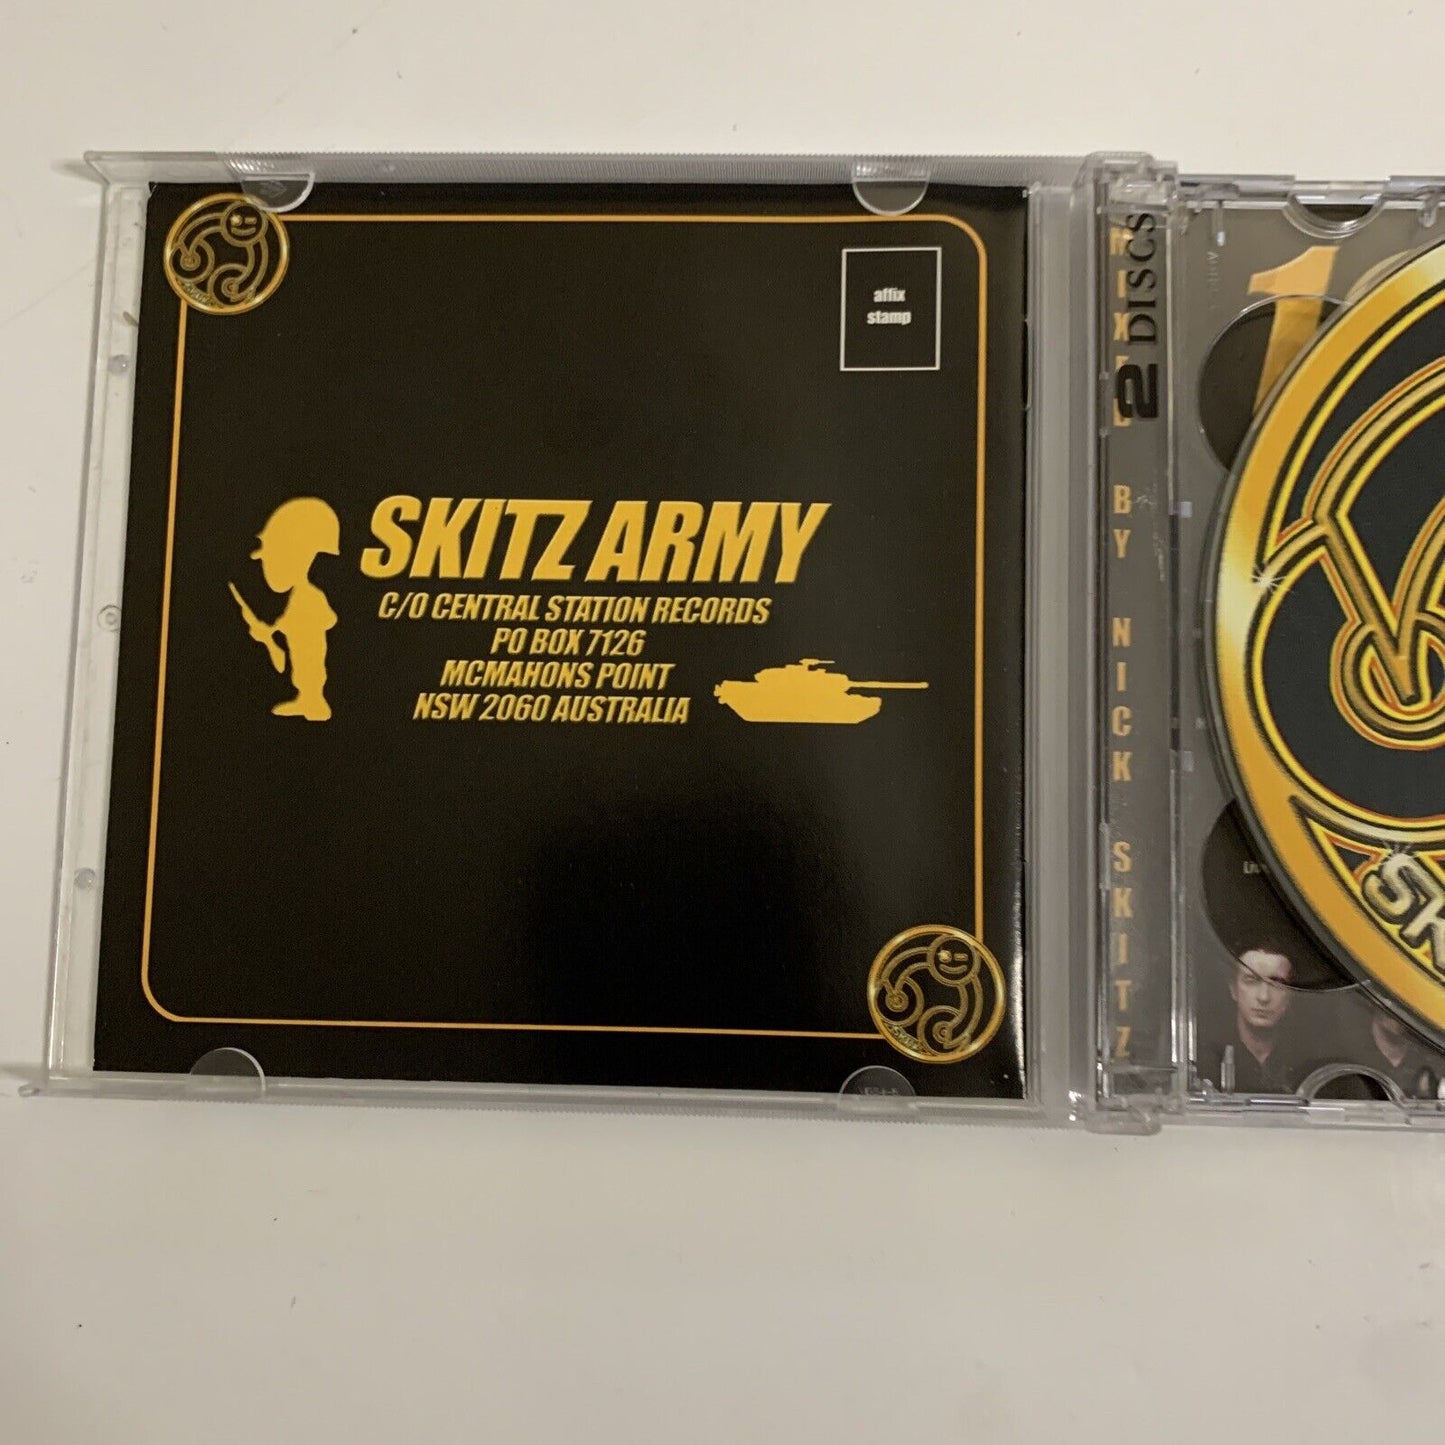 affix
stamp
SKITZ ARMY
C/O CENTRAL STATION RECORDS
PO BOX 7126
MCMAHONS POINT
NSW 2060 AUSTRALIA
2 DISCS
MIXED BY NICK SKITZ